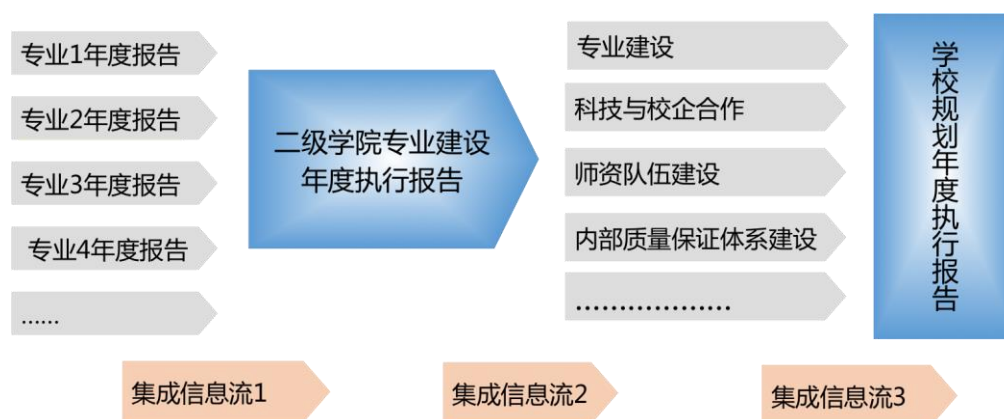 专业1年度报告
专业2年度报告
专业3年度报告
专业4年度报告
......
二级学院专业建设
年度执行报告
专业建设
科技与校企合作
师资队伍建设
内部质量保证体系建设
..................
学校规划年度执行报告
集成信息流1
集成信息流2
集成信息流3